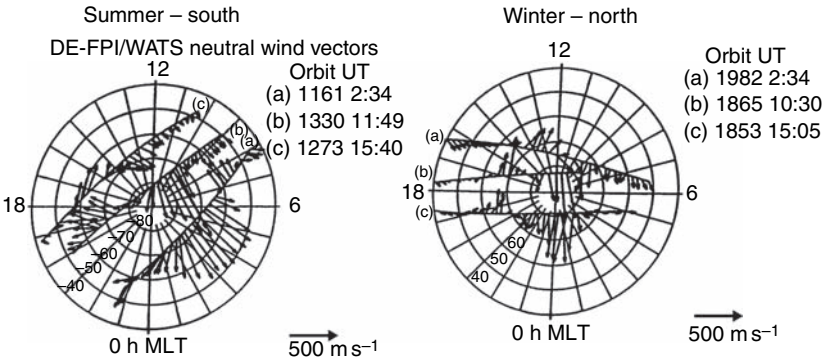 Summer – south
DE-FPI/WATS neutral wind vectors
12
Orbit UT
(a) 1161 2:34
(b) 1330 11:49
(c) 1273 15:40
(c)
(b)
(a)
18
6
–80
–70
–60
–50
–40
0 h MLT
500 m s–1
Winter – north
12
Orbit UT
(a) 1982 2:34
(b) 1865 10:30
(c) 1853 15:05
(a)
(b)
18
(c)
6
60
50
40
0 h MLT
500 m s–1